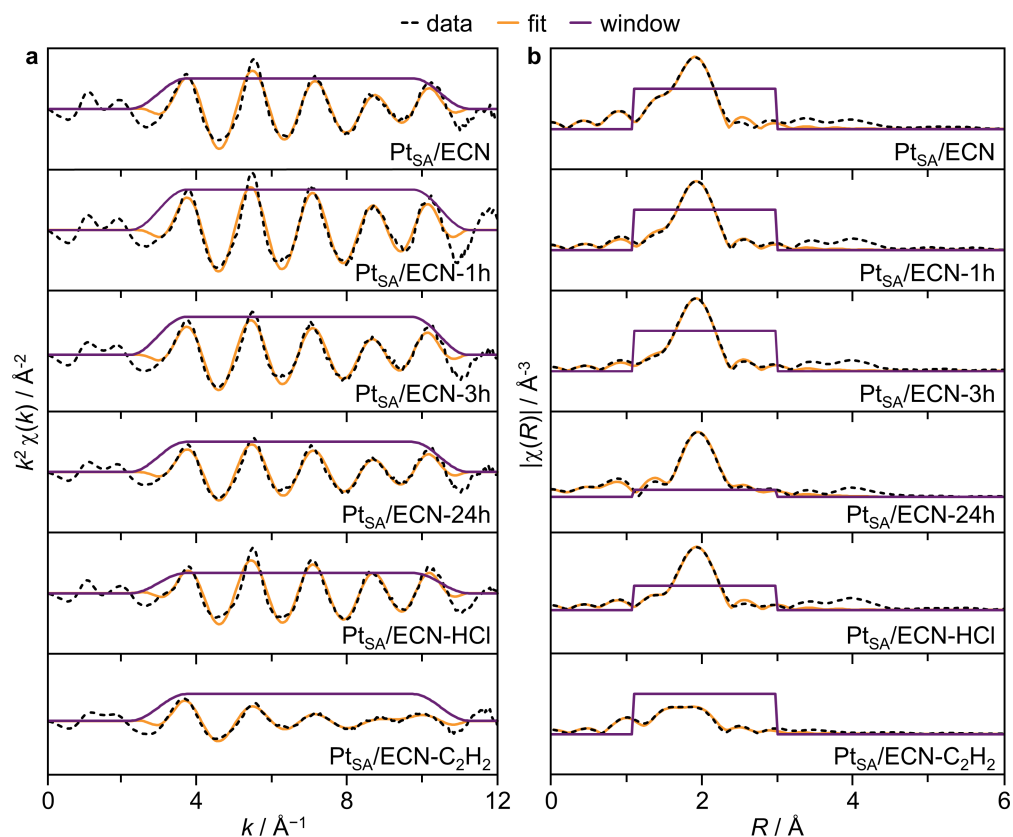 data fit window
a
b
Pt_SA/ECN
Pt_SA/ECN
Pt_SA/ECN-1h
Pt_SA/ECN-1h
Pt_SA/ECN-3h
Pt_SA/ECN-3h
Pt_SA/ECN-24h
Pt_SA/ECN-24h
Pt_SA/ECN-HCl
Pt_SA/ECN-HCl
Pt_SA/ECN-C₂H₂
Pt_SA/ECN-C₂H₂
k² χ(k) / Å⁻²
|χ(R)| / Å⁻³
0 4 8 12
0 2 4 6
k / Å⁻¹
R / Å